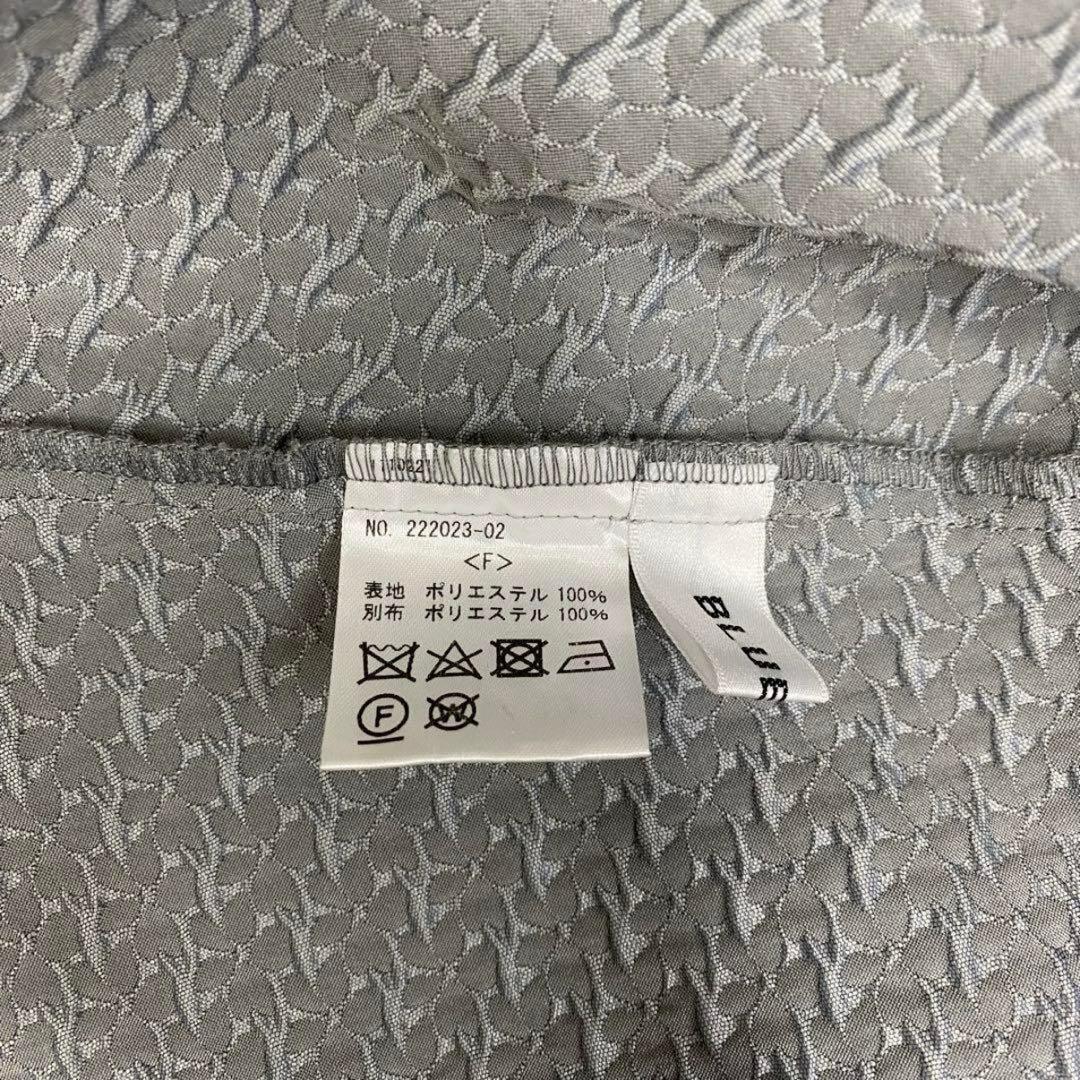 NO. 222023-02
<F>
表地 ポリエステル 100%
別布 ポリエステル 100%
F
W
BLUE